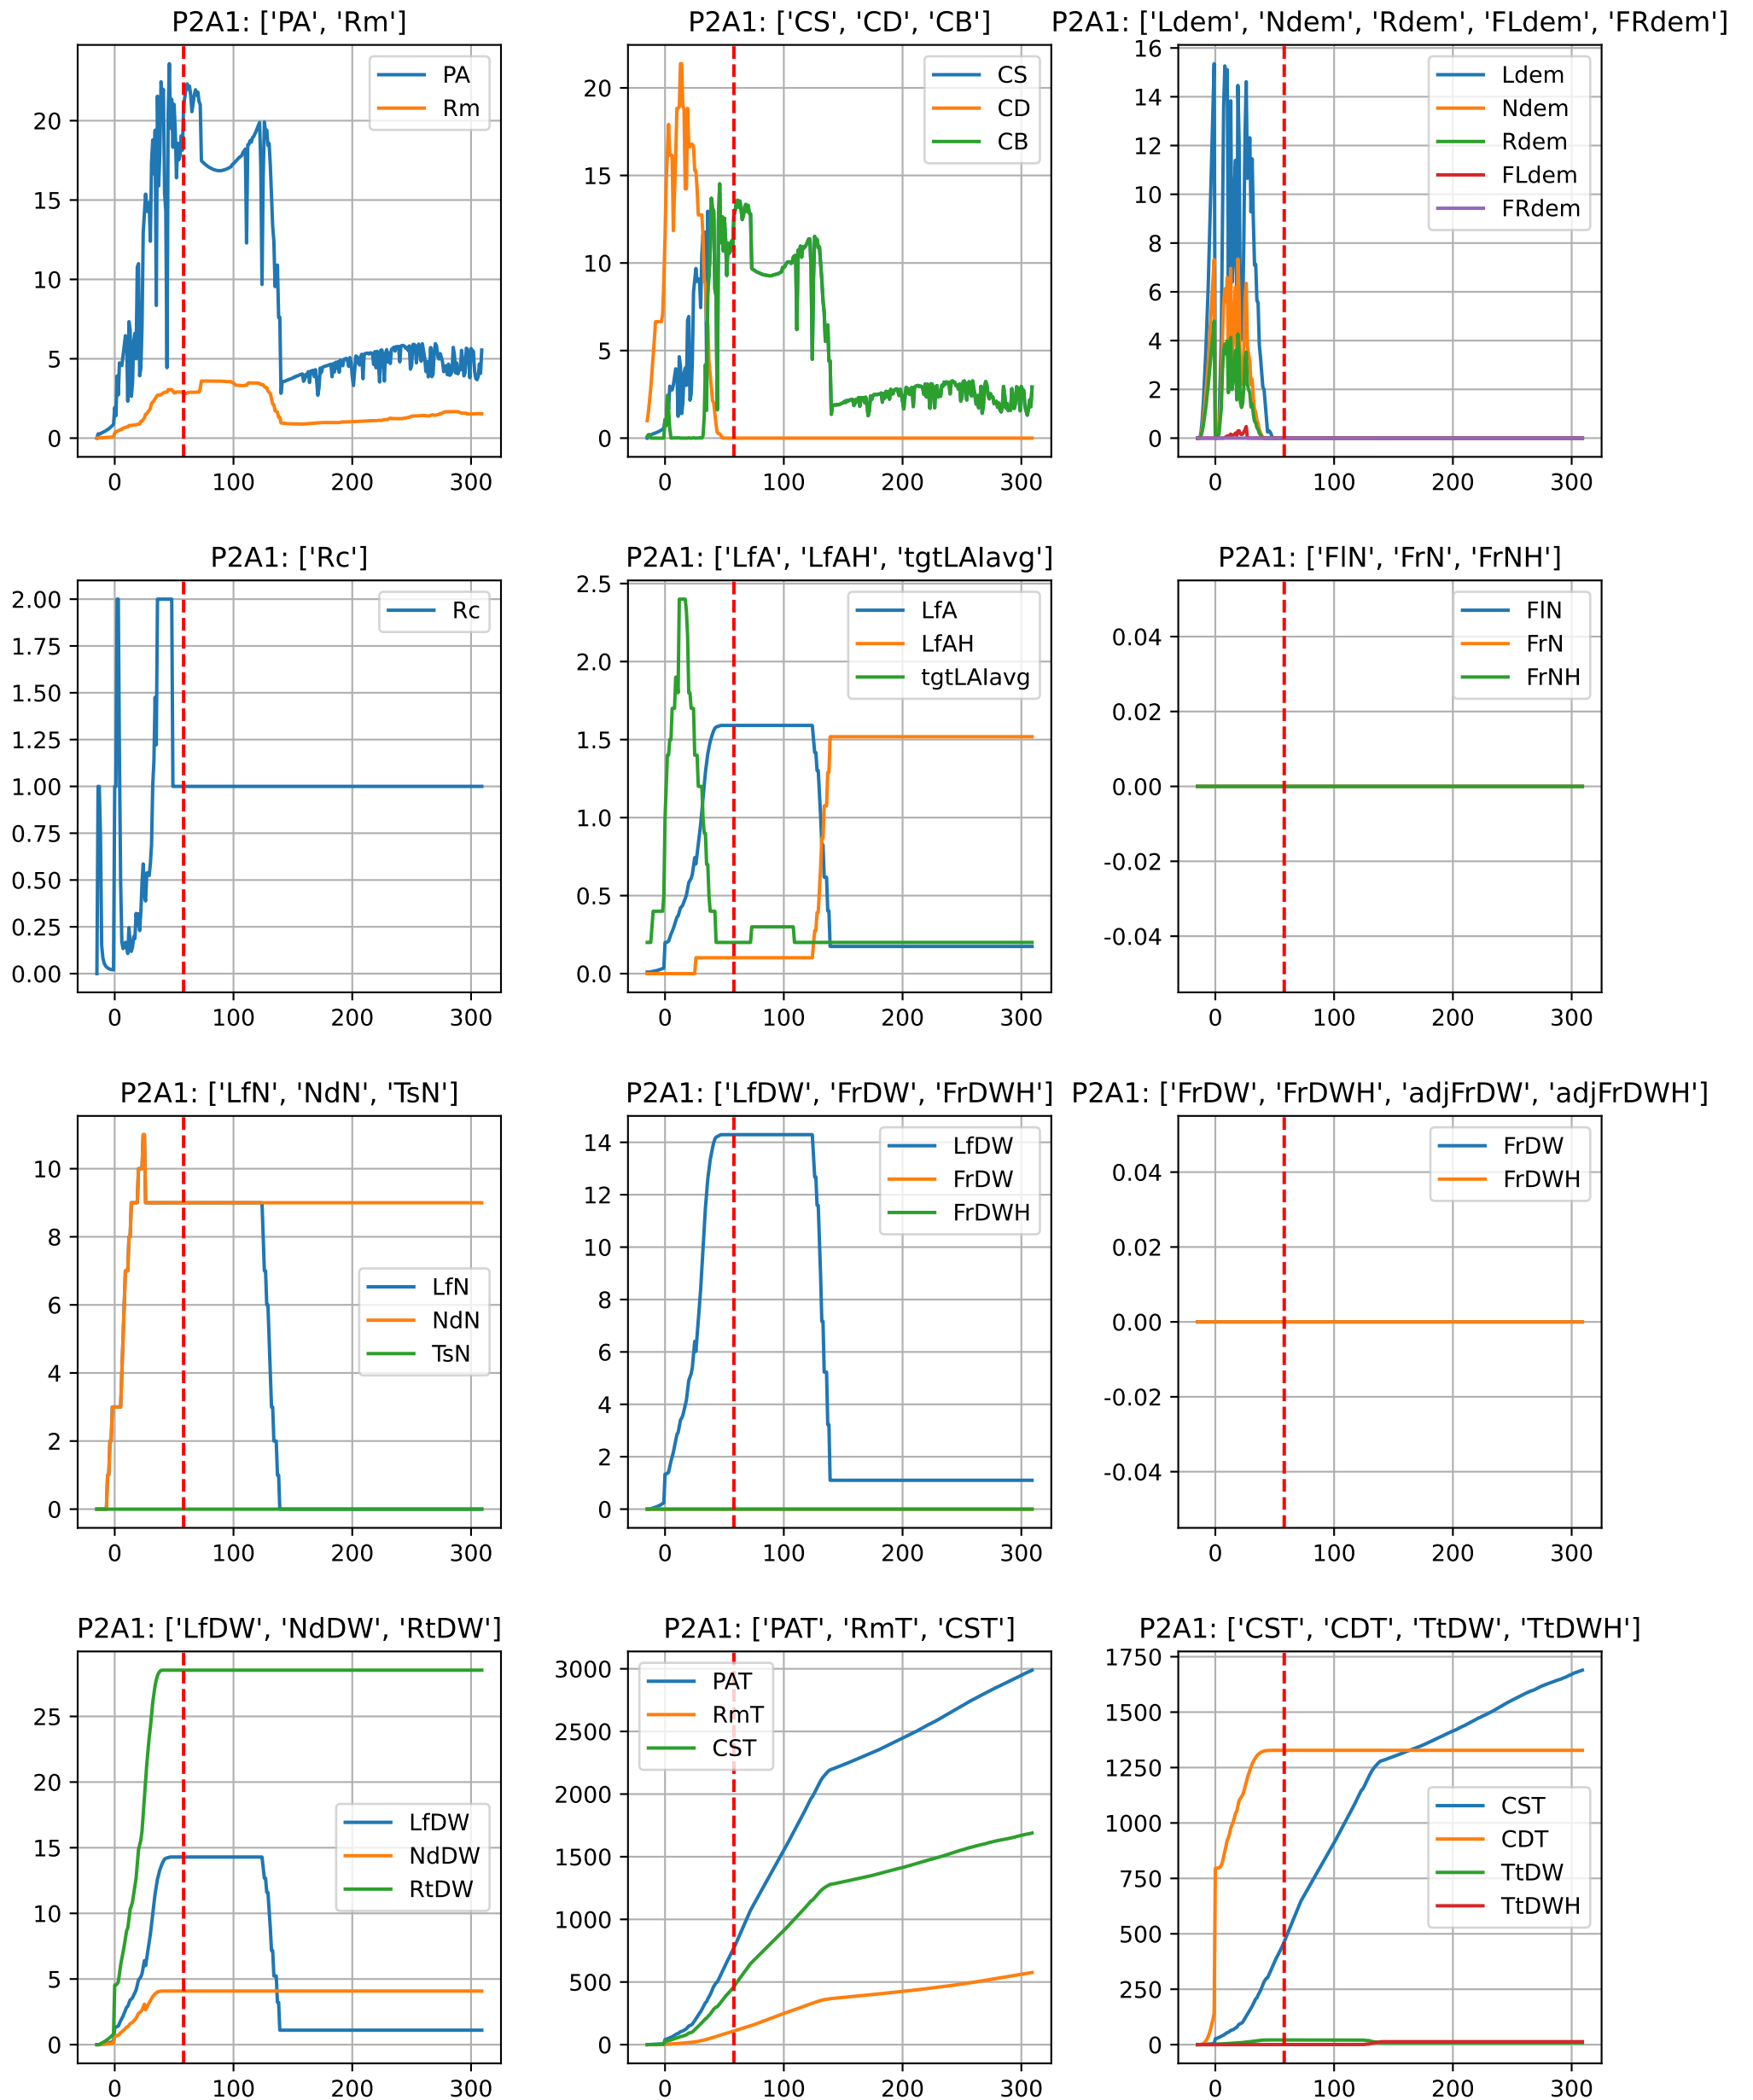 P2A1: ['PA', 'Rm']
PA
Rm
20
15
10
5
0
0 100 200 300
P2A1: ['CS', 'CD', 'CB']
CS
CD
CB
20
15
10
5
0
0 100 200 300
P2A1: ['Ldem', 'Ndem', 'Rdem', 'FLdem', 'FRdem']
Ldem
Ndem
Rdem
FLdem
FRdem
16
14
12
10
8
6
4
2
0
0 100 200 300
P2A1: ['Rc']
Rc
2.00
1.75
1.50
1.25
1.00
0.75
0.50
0.25
0.00
0 100 200 300
P2A1: ['LfA', 'LfAH', 'tgtLAIavg']
LfA
LfAH
tgtLAIavg
2.5
2.0
1.5
1.0
0.5
0.0
0 100 200 300
P2A1: ['FlN', 'FrN', 'FrNH']
FlN
FrN
FrNH
0.04
0.02
0.00
-0.02
-0.04
0 100 200 300
P2A1: ['LfN', 'NdN', 'TsN']
LfN
NdN
TsN
10
8
6
4
2
0
0 100 200 300
P2A1: ['LfDW', 'FrDW', 'FrDWH']
LfDW
FrDW
FrDWH
14
12
10
8
6
4
2
0
0 100 200 300
P2A1: ['FrDW', 'FrDWH', 'adjFrDW', 'adjFrDWH']
FrDW
FrDWH
0.04
0.02
0.00
-0.02
-0.04
0 100 200 300
P2A1: ['LfDW', 'NdDW', 'RtDW']
LfDW
NdDW
RtDW
25
20
15
10
5
0
0 100 200 300
P2A1: ['PAT', 'RmT', 'CST']
PAT
RmT
CST
3000
2500
2000
1500
1000
500
0
0 100 200 300
P2A1: ['CST', 'CDT', 'TtDW', 'TtDWH']
CST
CDT
TtDW
TtDWH
1750
1500
1250
1000
750
500
250
0
0 100 200 300